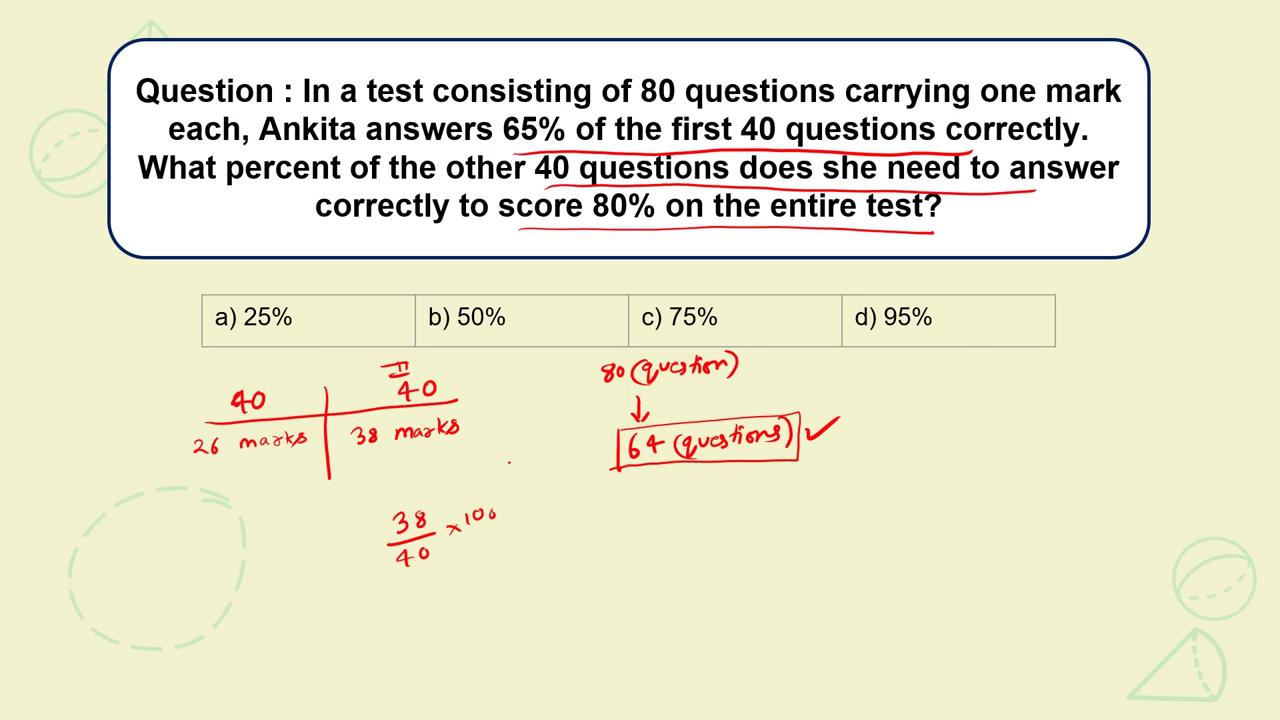 Question : In a test consisting of 80 questions carrying one mark
each, Ankita answers 65% of the first 40 questions correctly.
What percent of the other 40 questions does she need to answer
correctly to score 80% on the entire test?
a) 25% b) 50% c) 75% d) 95%
II
40 40
26 marks 38 marks
80 (question)
↓
64 (questions) ✓
38/40 × 100